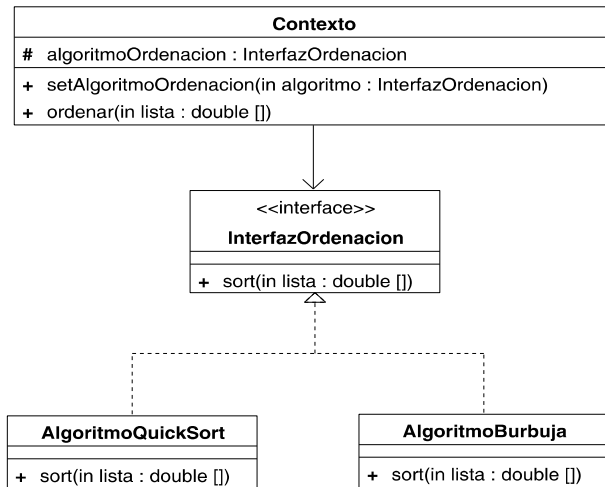 Contexto
# algoritmoOrdenacion : InterfazOrdenacion
+ setAlgoritmoOrdenacion(in algoritmo : InterfazOrdenacion)
+ ordenar(in lista : double [])
<<interface>>
InterfazOrdenacion
+ sort(in lista : double [])
AlgoritmoQuickSort
+ sort(in lista : double [])
AlgoritmoBurbuja
+ sort(in lista : double [])